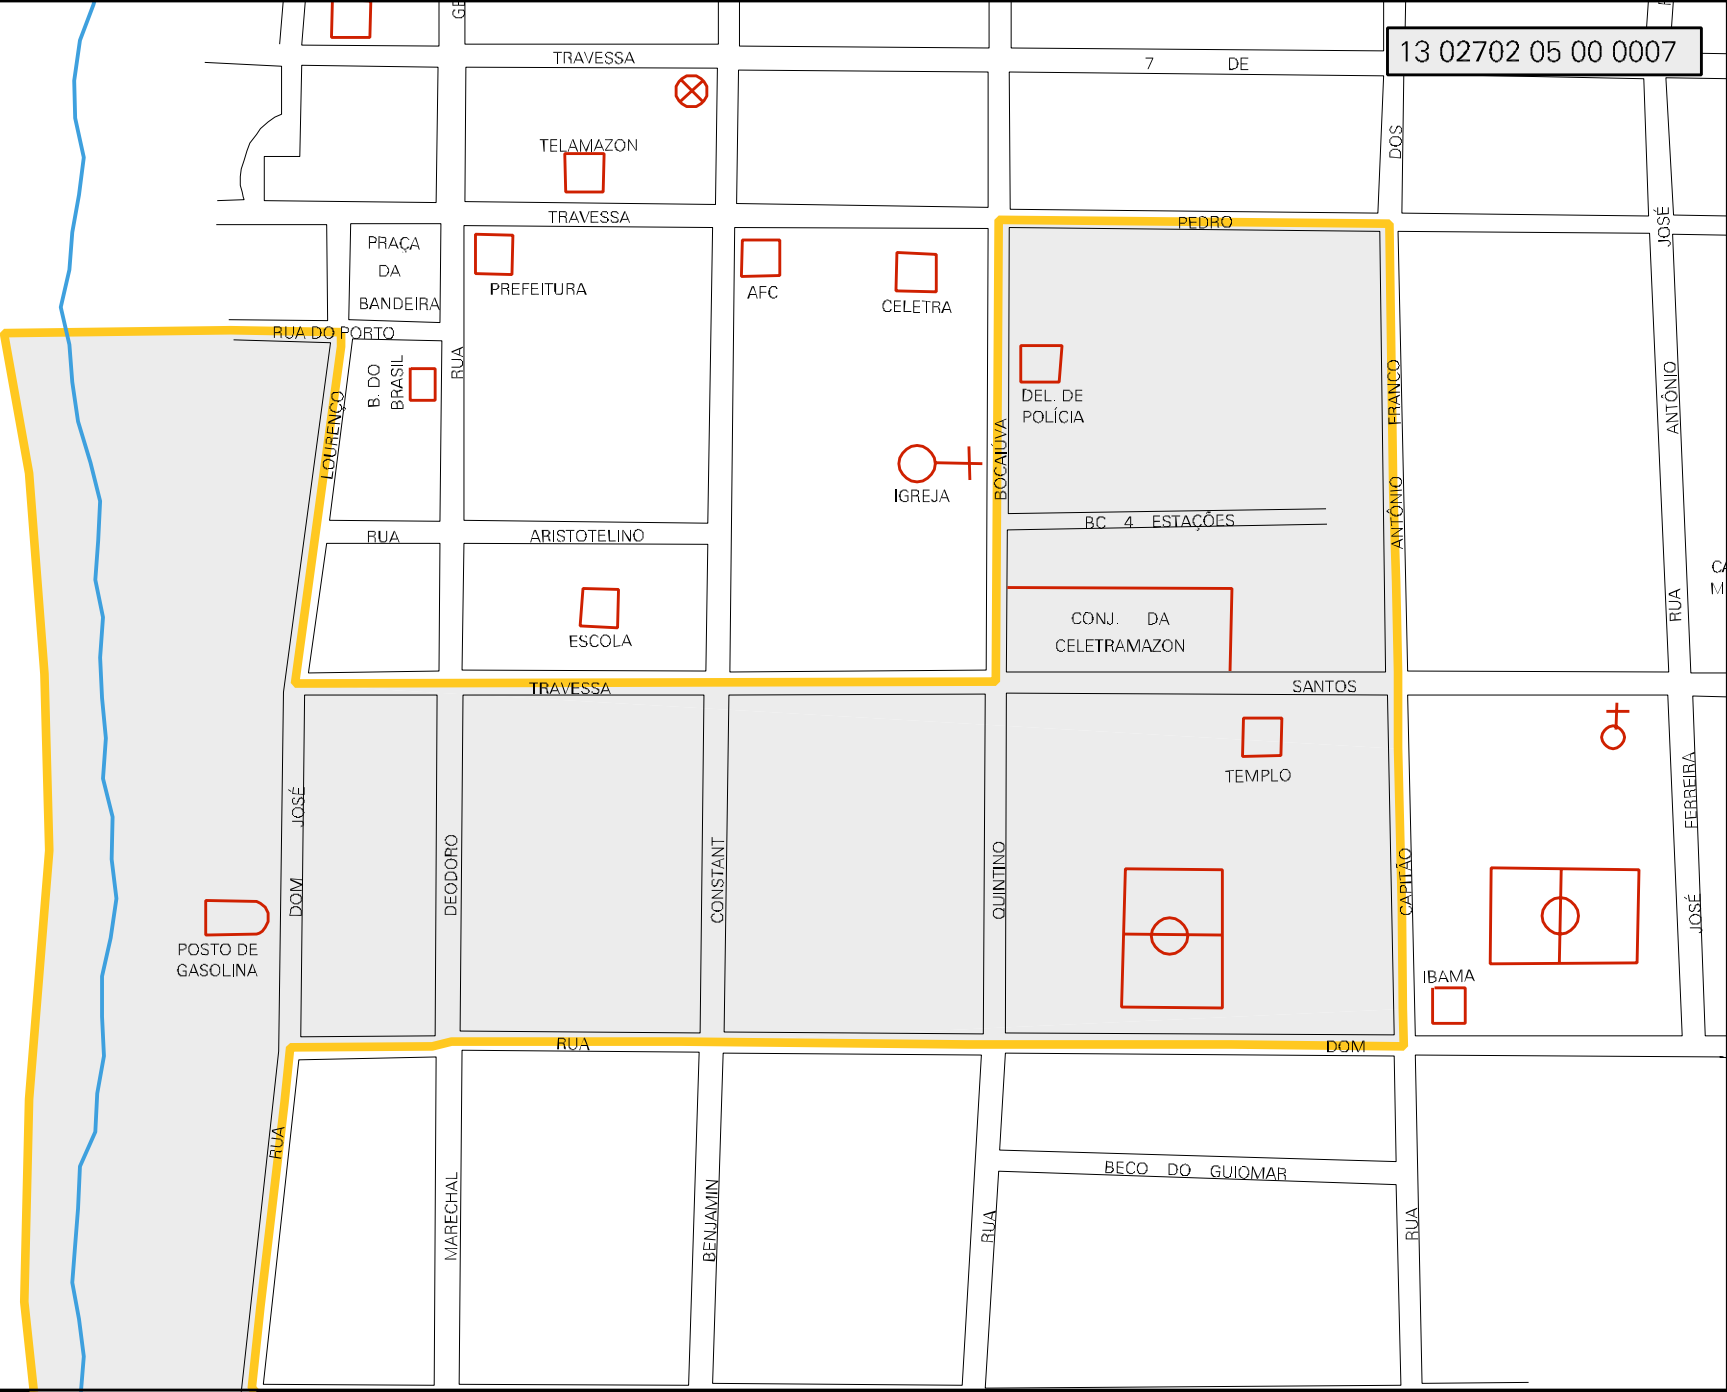 GE
TRAVESSA
7 DE
13 02702 05 00 0007
TELAMAZON
DOS
TRAVESSA
PEDRO
JOSÉ
PRAÇA
DA
BANDEIRA
PREFEITURA
AFC
CELETRA
RUA DO PORTO
B. DO
BRASIL
RUA
LOURENÇO
DEL. DE
POLÍCIA
FRANCO
ANTÔNIO
BOCAIÚVA
IGREJA
BC 4 ESTAÇÕES
ANTÔNIO
RUA
ARISTOTELINO
CONJ. DA
CELETRAMAZON
RUA
ESCOLA
TRAVESSA
SANTOS
TEMPLO
JOSÉ
DOM
DEODORO
CONSTANT
QUINTINO
CAPITÃO
FERREIRA
JOSÉ
POSTO DE
GASOLINA
IBAMA
RUA
DOM
RUA
BECO DO GUIOMAR
MARECHAL
BENJAMIN
RUA
RUA